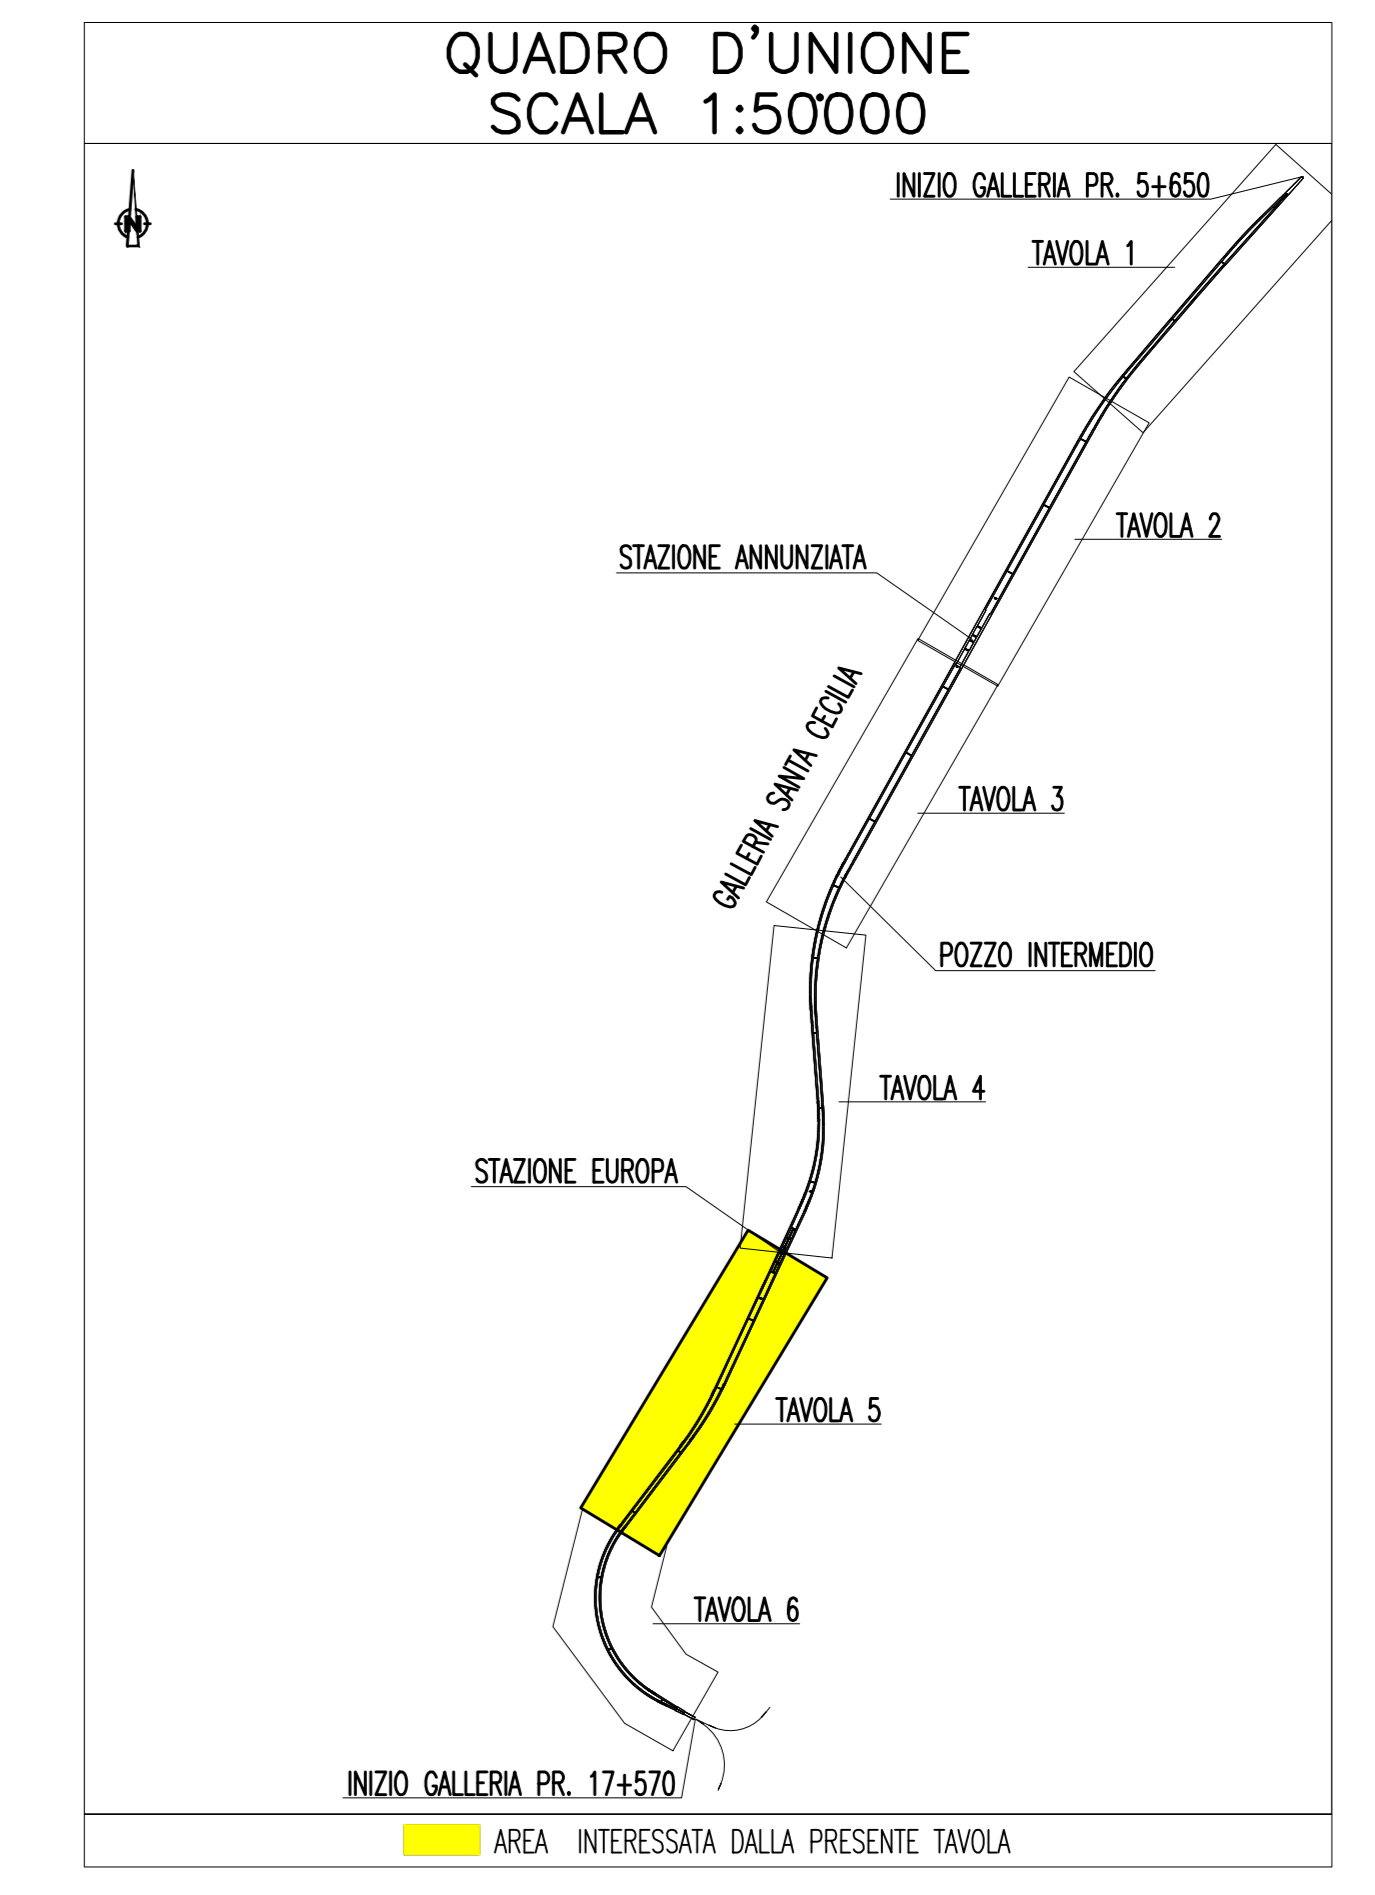 QUADRO D'UNIONE
SCALA 1:50'000
N
INIZIO GALLERIA PR. 5+650
TAVOLA 1
TAVOLA 2
STAZIONE ANNUNZIATA
GALLERIA SANTA CECILIA
TAVOLA 3
POZZO INTERMEDIO
TAVOLA 4
STAZIONE EUROPA
TAVOLA 5
TAVOLA 6
INIZIO GALLERIA PR. 17+570
AREA INTERESSATA DALLA PRESENTE TAVOLA